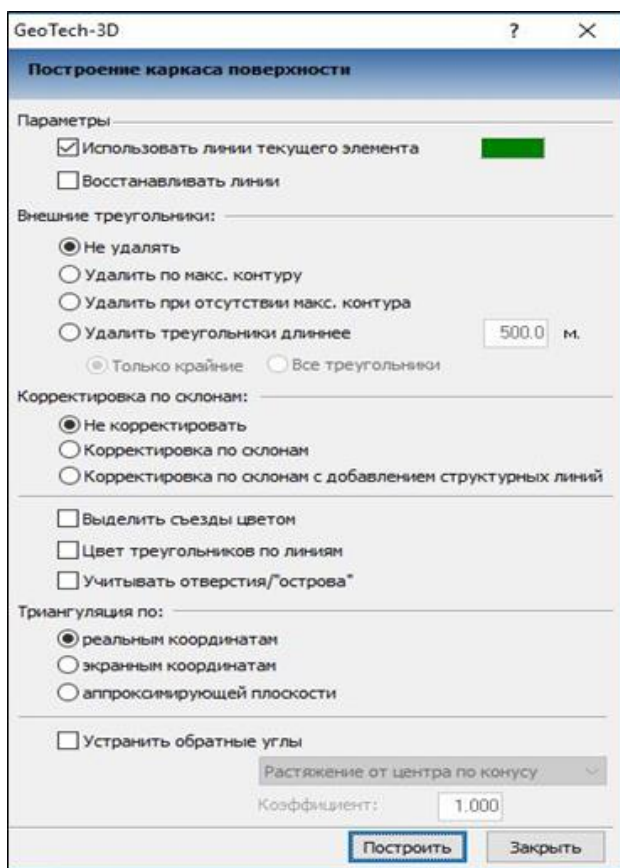 GeoTech-3D ?
Построение каркаса поверхности
Параметры
Использовать линии текущего элемента
Восстанавливать линии
Внешние треугольники:
Не удалять
Удалить по макс. контуру
Удалить при отсутствии макс. контура
Удалить треугольники длиннее 500.0 м.
Только крайние Все треугольники
Корректировка по склонам:
Не корректировать
Корректировка по склонам
Корректировка по склонам с добавлением структурных линий
Выделить съезды цветом
Цвет треугольников по линиям
Учитывать отверстия/"острова"
Триангуляция по:
реальным координатам
экранным координатам
аппроксимирующей плоскости
Устранить обратные углы
Растяжение от центра по конусу
Коэффициент: 1.000
Построить Закрыть